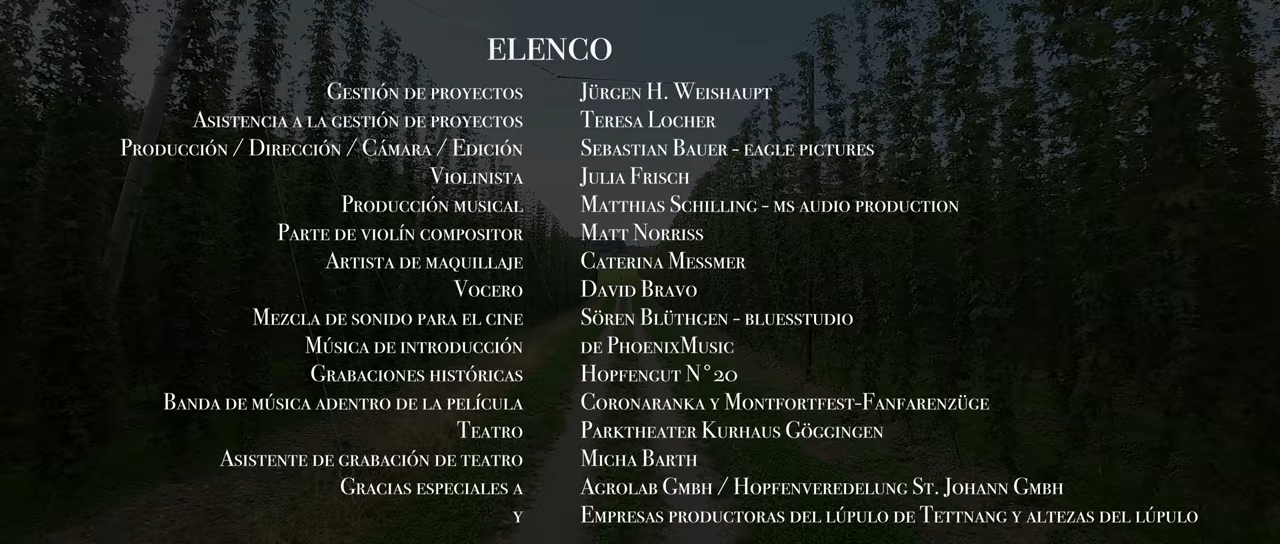 ELENCO
Gestión de proyectos Jürgen H. Weishaupt
Asistencia a la gestión de proyectos Teresa Locher
Producción / Dirección / Cámara / Edición Sebastian Bauer - eagle pictures
Violinista Julia Frisch
Producción musical Matthias Schilling - ms audio production
Parte de violín compositor Matt Norriss
Artista de maquillaje Caterina Messmer
Vocero David Bravo
Mezcla de sonido para el cine Sören Blüthgen - bluesstudio
Música de introducción de PhoenixMusic
Grabaciones históricas Hopfengut N°20
Banda de música adentro de la película Coronaranka y Montfortfest-Fanfarenzüge
Teatro Parktheater Kurhaus Göggingen
Asistente de grabación de teatro Micha Barth
Gracias especiales a Agrolab Gmbh / Hopfenveredelung St. Johann Gmbh
y Empresas productoras del lúpulo de Tettnang y altezas del lúpulo